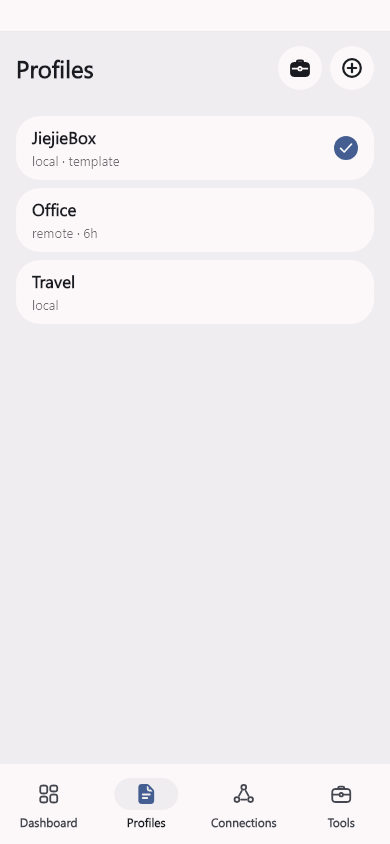 Profiles
JiejieBox
local · template
Office
remote · 6h
Travel
local
Dashboard
Profiles
Connections
Tools